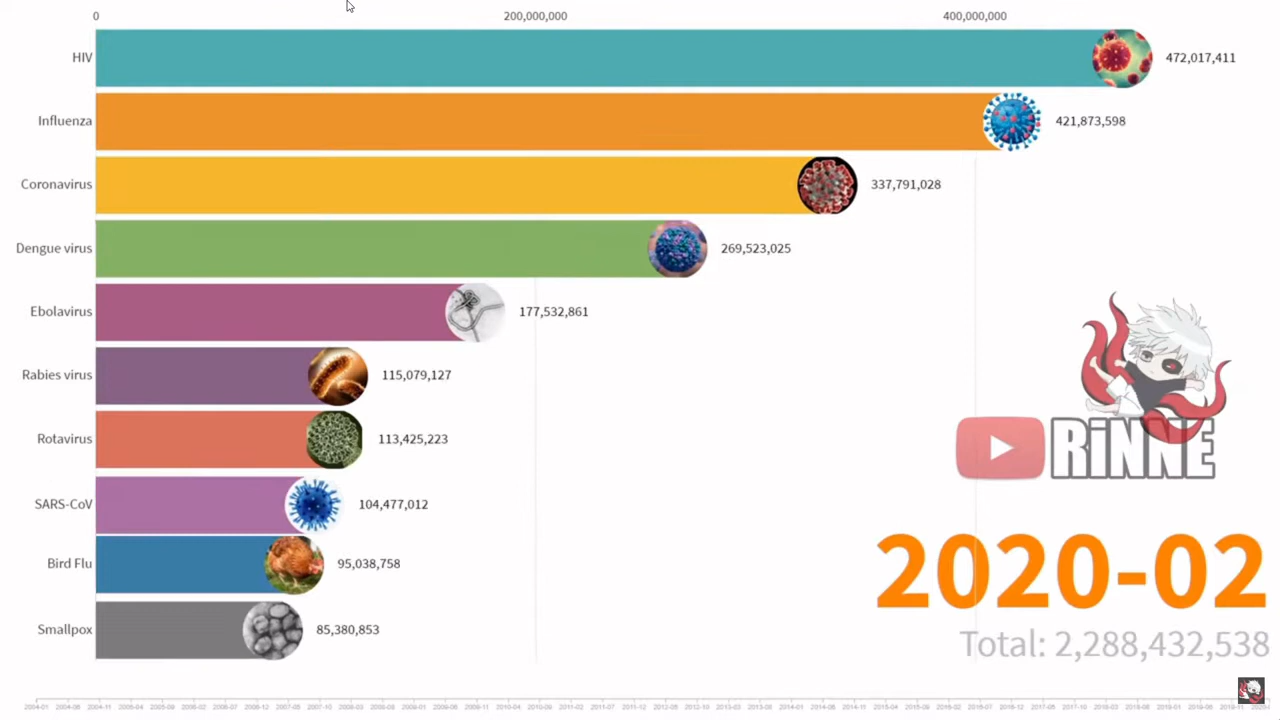 0 200,000,000 400,000,000
HIV 472,017,411
Influenza 421,873,598
Coronavirus 337,791,028
Dengue virus 269,523,025
Ebolavirus 177,532,861
Rabies virus 115,079,127
Rotavirus 113,425,223
RiNNE
SARS-CoV 104,477,012
Bird Flu 95,038,758
2020-02
Smallpox 85,380,853
Total: 2,288,432,538